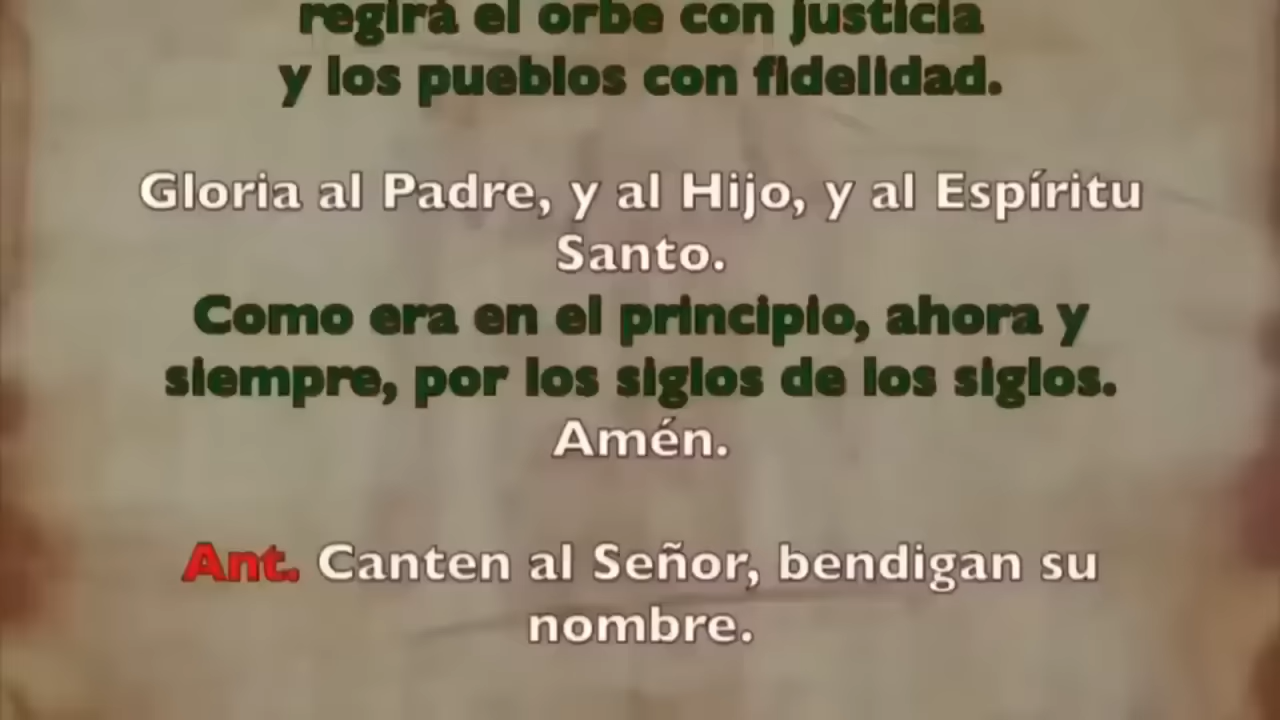 regirá el orbe con justicia
y los pueblos con fidelidad.
Gloria al Padre, y al Hijo, y al Espíritu
Santo.
Como era en el principio, ahora y
siempre, por los siglos de los siglos.
Amén.
Ant. Canten al Señor, bendigan su
nombre.